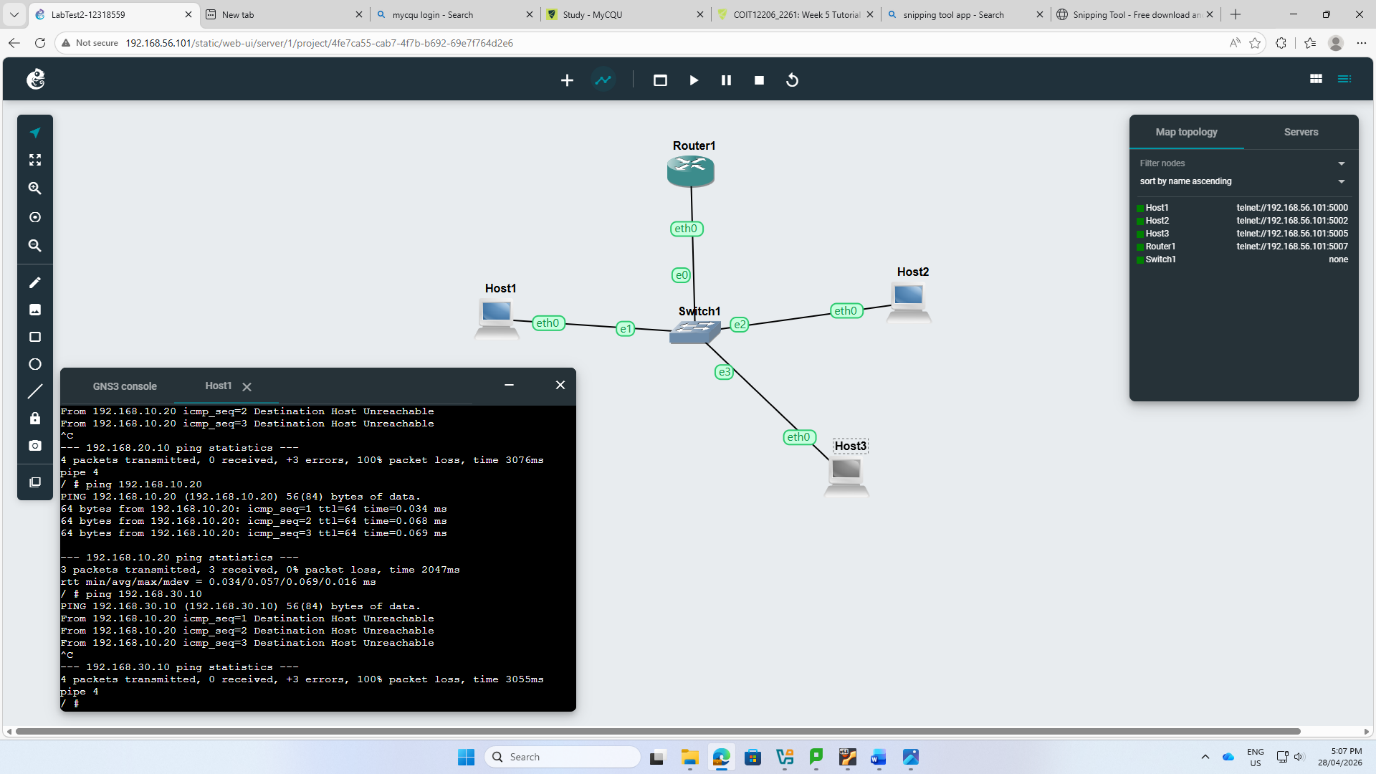 LabTest2-12318559
New tab
mycqu login - Search
Study - MyCQU
COIT12206_2261: Week 5 Tutorial
snipping tool app - Search
Snipping Tool - Free download an
Not secure
192.168.56.101/static/web-ui/server/1/project/4fe7ca55-cab7-4f7b-b692-69e7f764d2e6
Map topology
Servers
Filter nodes
sort by name ascending
Host1 telnet://192.168.56.101:5000
Host2 telnet://192.168.56.101:5002
Host3 telnet://192.168.56.101:5005
Router1 telnet://192.168.56.101:5007
Switch1 none
Router1
eth0
e0
Host1
Host2
Switch1
eth0
e1
e2
eth0
e3
eth0
Host3
GNS3 console
Host1
From 192.168.10.20 icmp_seq=2 Destination Host Unreachable
From 192.168.10.20 icmp_seq=3 Destination Host Unreachable
^C
--- 192.168.20.10 ping statistics ---
4 packets transmitted, 0 received, +3 errors, 100% packet loss, time 3076ms
pipe 4
/ # ping 192.168.10.20
PING 192.168.10.20 (192.168.10.20) 56(84) bytes of data.
64 bytes from 192.168.10.20: icmp_seq=1 ttl=64 time=0.034 ms
64 bytes from 192.168.10.20: icmp_seq=2 ttl=64 time=0.068 ms
64 bytes from 192.168.10.20: icmp_seq=3 ttl=64 time=0.069 ms
--- 192.168.10.20 ping statistics ---
3 packets transmitted, 3 received, 0% packet loss, time 2047ms
rtt min/avg/max/mdev = 0.034/0.057/0.069/0.016 ms
/ # ping 192.168.30.10
PING 192.168.30.10 (192.168.30.10) 56(84) bytes of data.
From 192.168.10.20 icmp_seq=1 Destination Host Unreachable
From 192.168.10.20 icmp_seq=2 Destination Host Unreachable
From 192.168.10.20 icmp_seq=3 Destination Host Unreachable
^C
--- 192.168.30.10 ping statistics ---
4 packets transmitted, 0 received, +3 errors, 100% packet loss, time 3055ms
pipe 4
/ #
Search
ENG
US
5:07 PM
28/04/2026